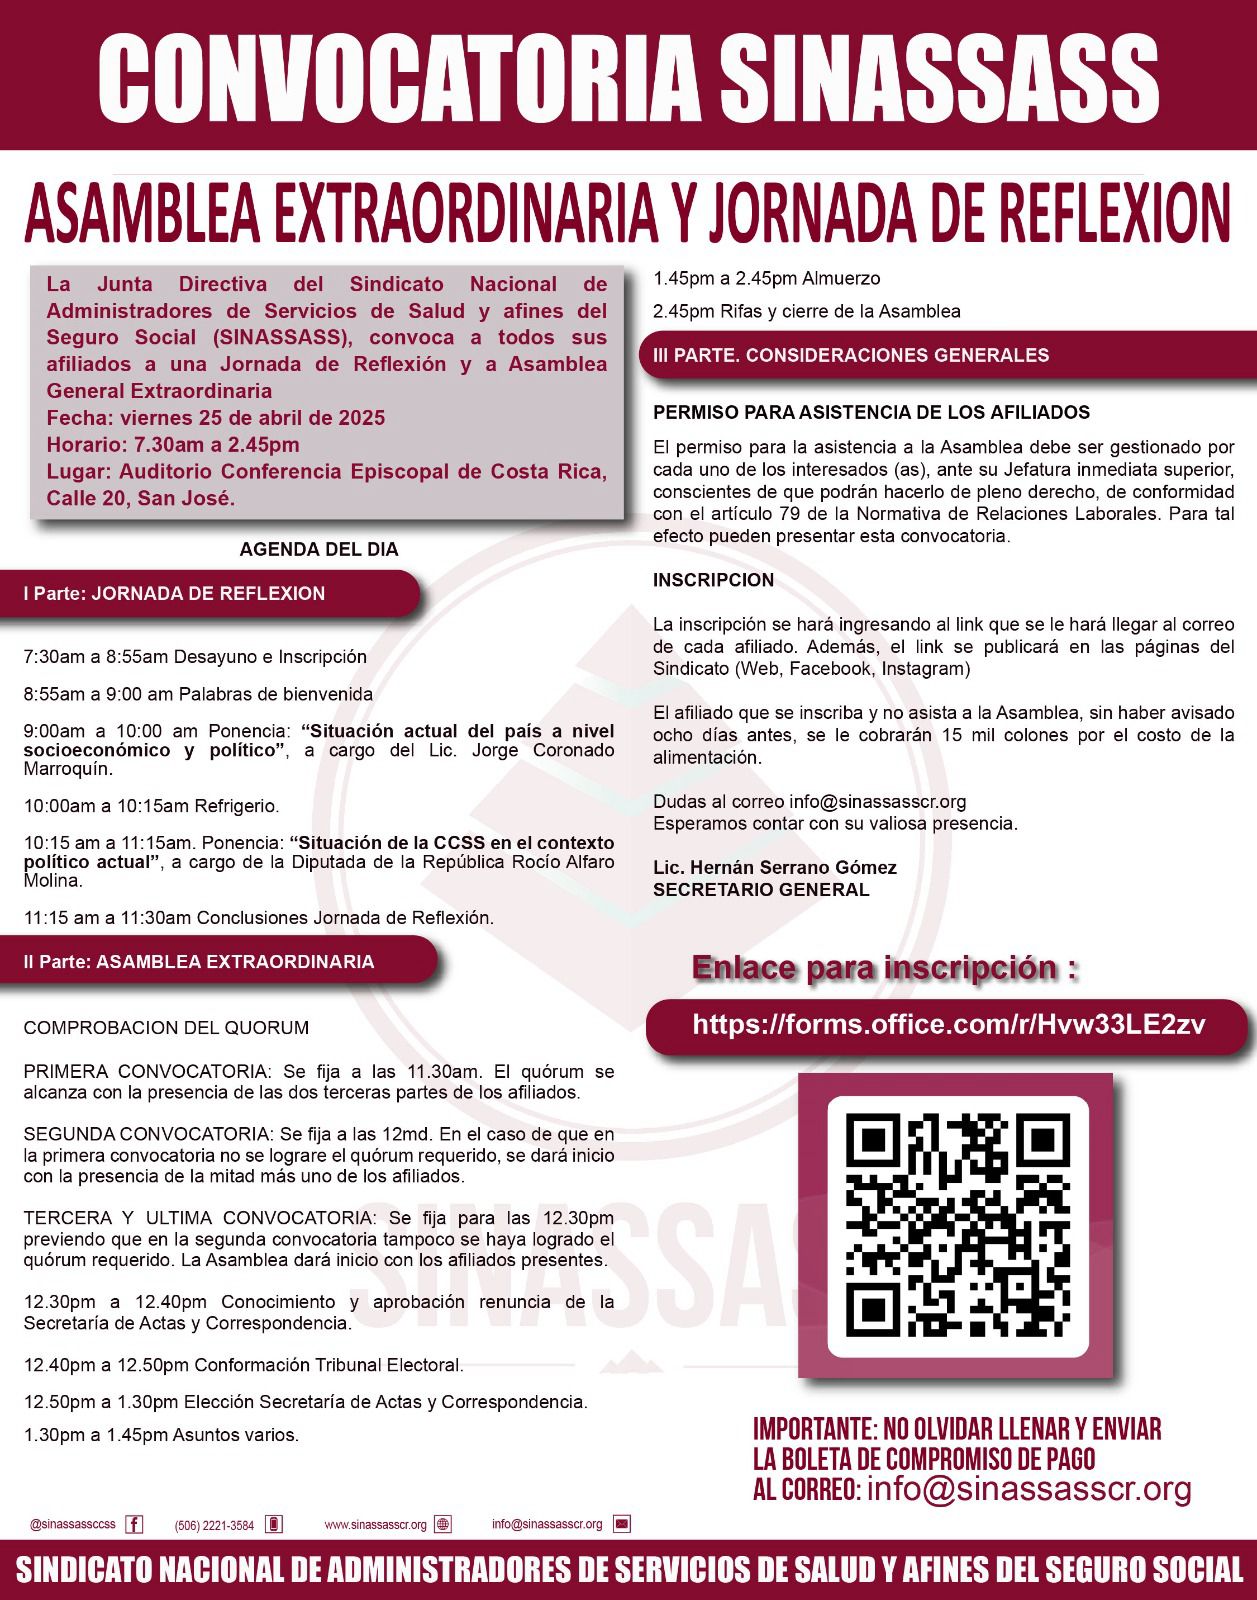 CONVOCATORIA SINASSASS
ASAMBLEA EXTRAORDINARIA Y JORNADA DE REFLEXION
La Junta Directiva del Sindicato Nacional de
Administradores de Servicios de Salud y afines del
Seguro Social (SINASSASS), convoca a todos sus
afiliados a una Jornada de Reflexión y a Asamblea
General Extraordinaria
Fecha: viernes 25 de abril de 2025
Horario: 7.30am a 2.45pm
Lugar: Auditorio Conferencia Episcopal de Costa Rica,
Calle 20, San José.
AGENDA DEL DIA
I Parte: JORNADA DE REFLEXION
7:30am a 8:55am Desayuno e Inscripción
8:55am a 9:00 am Palabras de bienvenida
9:00am a 10:00 am Ponencia: “Situación actual del país a nivel
socioeconómico y político”, a cargo del Lic. Jorge Coronado
Marroquín.
10:00am a 10:15am Refrigerio.
10:15 am a 11:15am. Ponencia: “Situación de la CCSS en el contexto
político actual”, a cargo de la Diputada de la República Rocío Alfaro
Molina.
11:15 am a 11:30am Conclusiones Jornada de Reflexión.
II Parte: ASAMBLEA EXTRAORDINARIA
COMPROBACION DEL QUORUM
PRIMERA CONVOCATORIA: Se fija a las 11.30am. El quórum se
alcanza con la presencia de las dos terceras partes de los afiliados.
SEGUNDA CONVOCATORIA: Se fija a las 12md. En el caso de que en
la primera convocatoria no se lograre el quórum requerido, se dará inicio
con la presencia de la mitad más uno de los afiliados.
TERCERA Y ULTIMA CONVOCATORIA: Se fija para las 12.30pm
previendo que en la segunda convocatoria tampoco se haya logrado el
quórum requerido. La Asamblea dará inicio con los afiliados presentes.
12.30pm a 12.40pm Conocimiento y aprobación renuncia de la
Secretaría de Actas y Correspondencia.
12.40pm a 12.50pm Conformación Tribunal Electoral.
12.50pm a 1.30pm Elección Secretaría de Actas y Correspondencia.
1.30pm a 1.45pm Asuntos varios.
1.45pm a 2.45pm Almuerzo
2.45pm Rifas y cierre de la Asamblea
III PARTE. CONSIDERACIONES GENERALES
PERMISO PARA ASISTENCIA DE LOS AFILIADOS
El permiso para la asistencia a la Asamblea debe ser gestionado por
cada uno de los interesados (as), ante su Jefatura inmediata superior,
conscientes de que podrán hacerlo de pleno derecho, de conformidad
con el artículo 79 de la Normativa de Relaciones Laborales. Para tal
efecto pueden presentar esta convocatoria.
INSCRIPCION
La inscripción se hará ingresando al link que se le hará llegar al correo
de cada afiliado. Además, el link se publicará en las páginas del
Sindicato (Web, Facebook, Instagram)
El afiliado que se inscriba y no asista a la Asamblea, sin haber avisado
ocho días antes, se le cobrarán 15 mil colones por el costo de la
alimentación.
Dudas al correo info@sinassasscr.org
Esperamos contar con su valiosa presencia.
Lic. Hernán Serrano Gómez
SECRETARIO GENERAL
Enlace para inscripción :
https://forms.office.com/r/Hvw33LE2zv
IMPORTANTE: NO OLVIDAR LLENAR Y ENVIAR
LA BOLETA DE COMPROMISO DE PAGO
AL CORREO: info@sinassasscr.org
SINASSAS
@sinassassccss (506) 2221-3584 www.sinassasscr.org info@sinassasscr.org
SINDICATO NACIONAL DE ADMINISTRADORES DE SERVICIOS DE SALUD Y AFINES DEL SEGURO SOCIAL